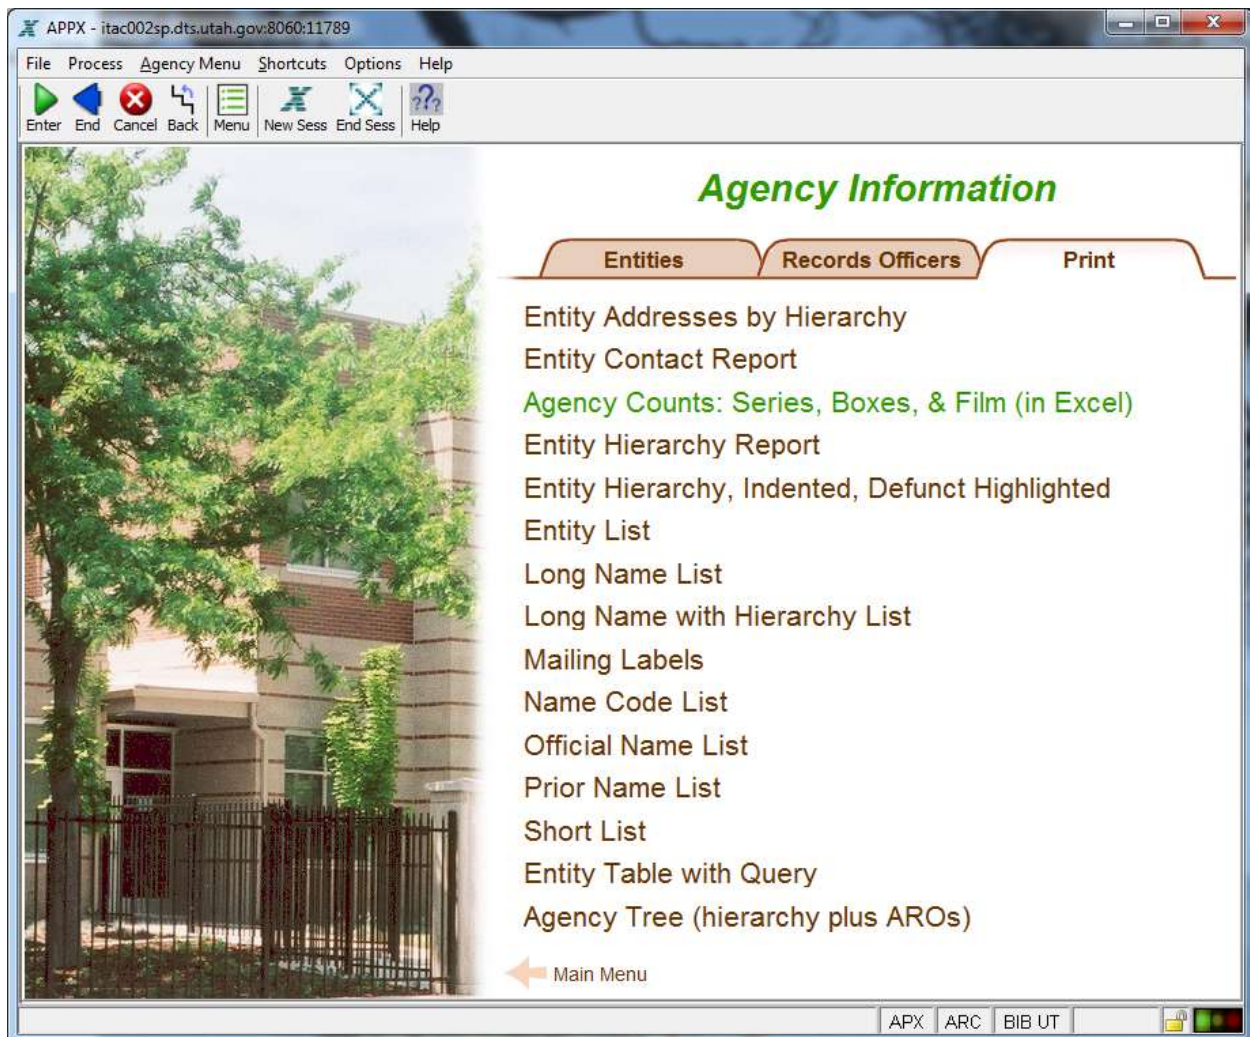 APPX - itac002sp.dts.utah.gov:8060:11789
File Process Agency Menu Shortcuts Options Help
Enter End Cancel Back Menu New Sess End Sess Help
Agency Information
Entities Records Officers Print
Entity Addresses by Hierarchy
Entity Contact Report
Agency Counts: Series, Boxes, & Film (in Excel)
Entity Hierarchy Report
Entity Hierarchy, Indented, Defunct Highlighted
Entity List
Long Name List
Long Name with Hierarchy List
Mailing Labels
Name Code List
Official Name List
Prior Name List
Short List
Entity Table with Query
Agency Tree (hierarchy plus AROs)
Main Menu
APX ARC BIB UT